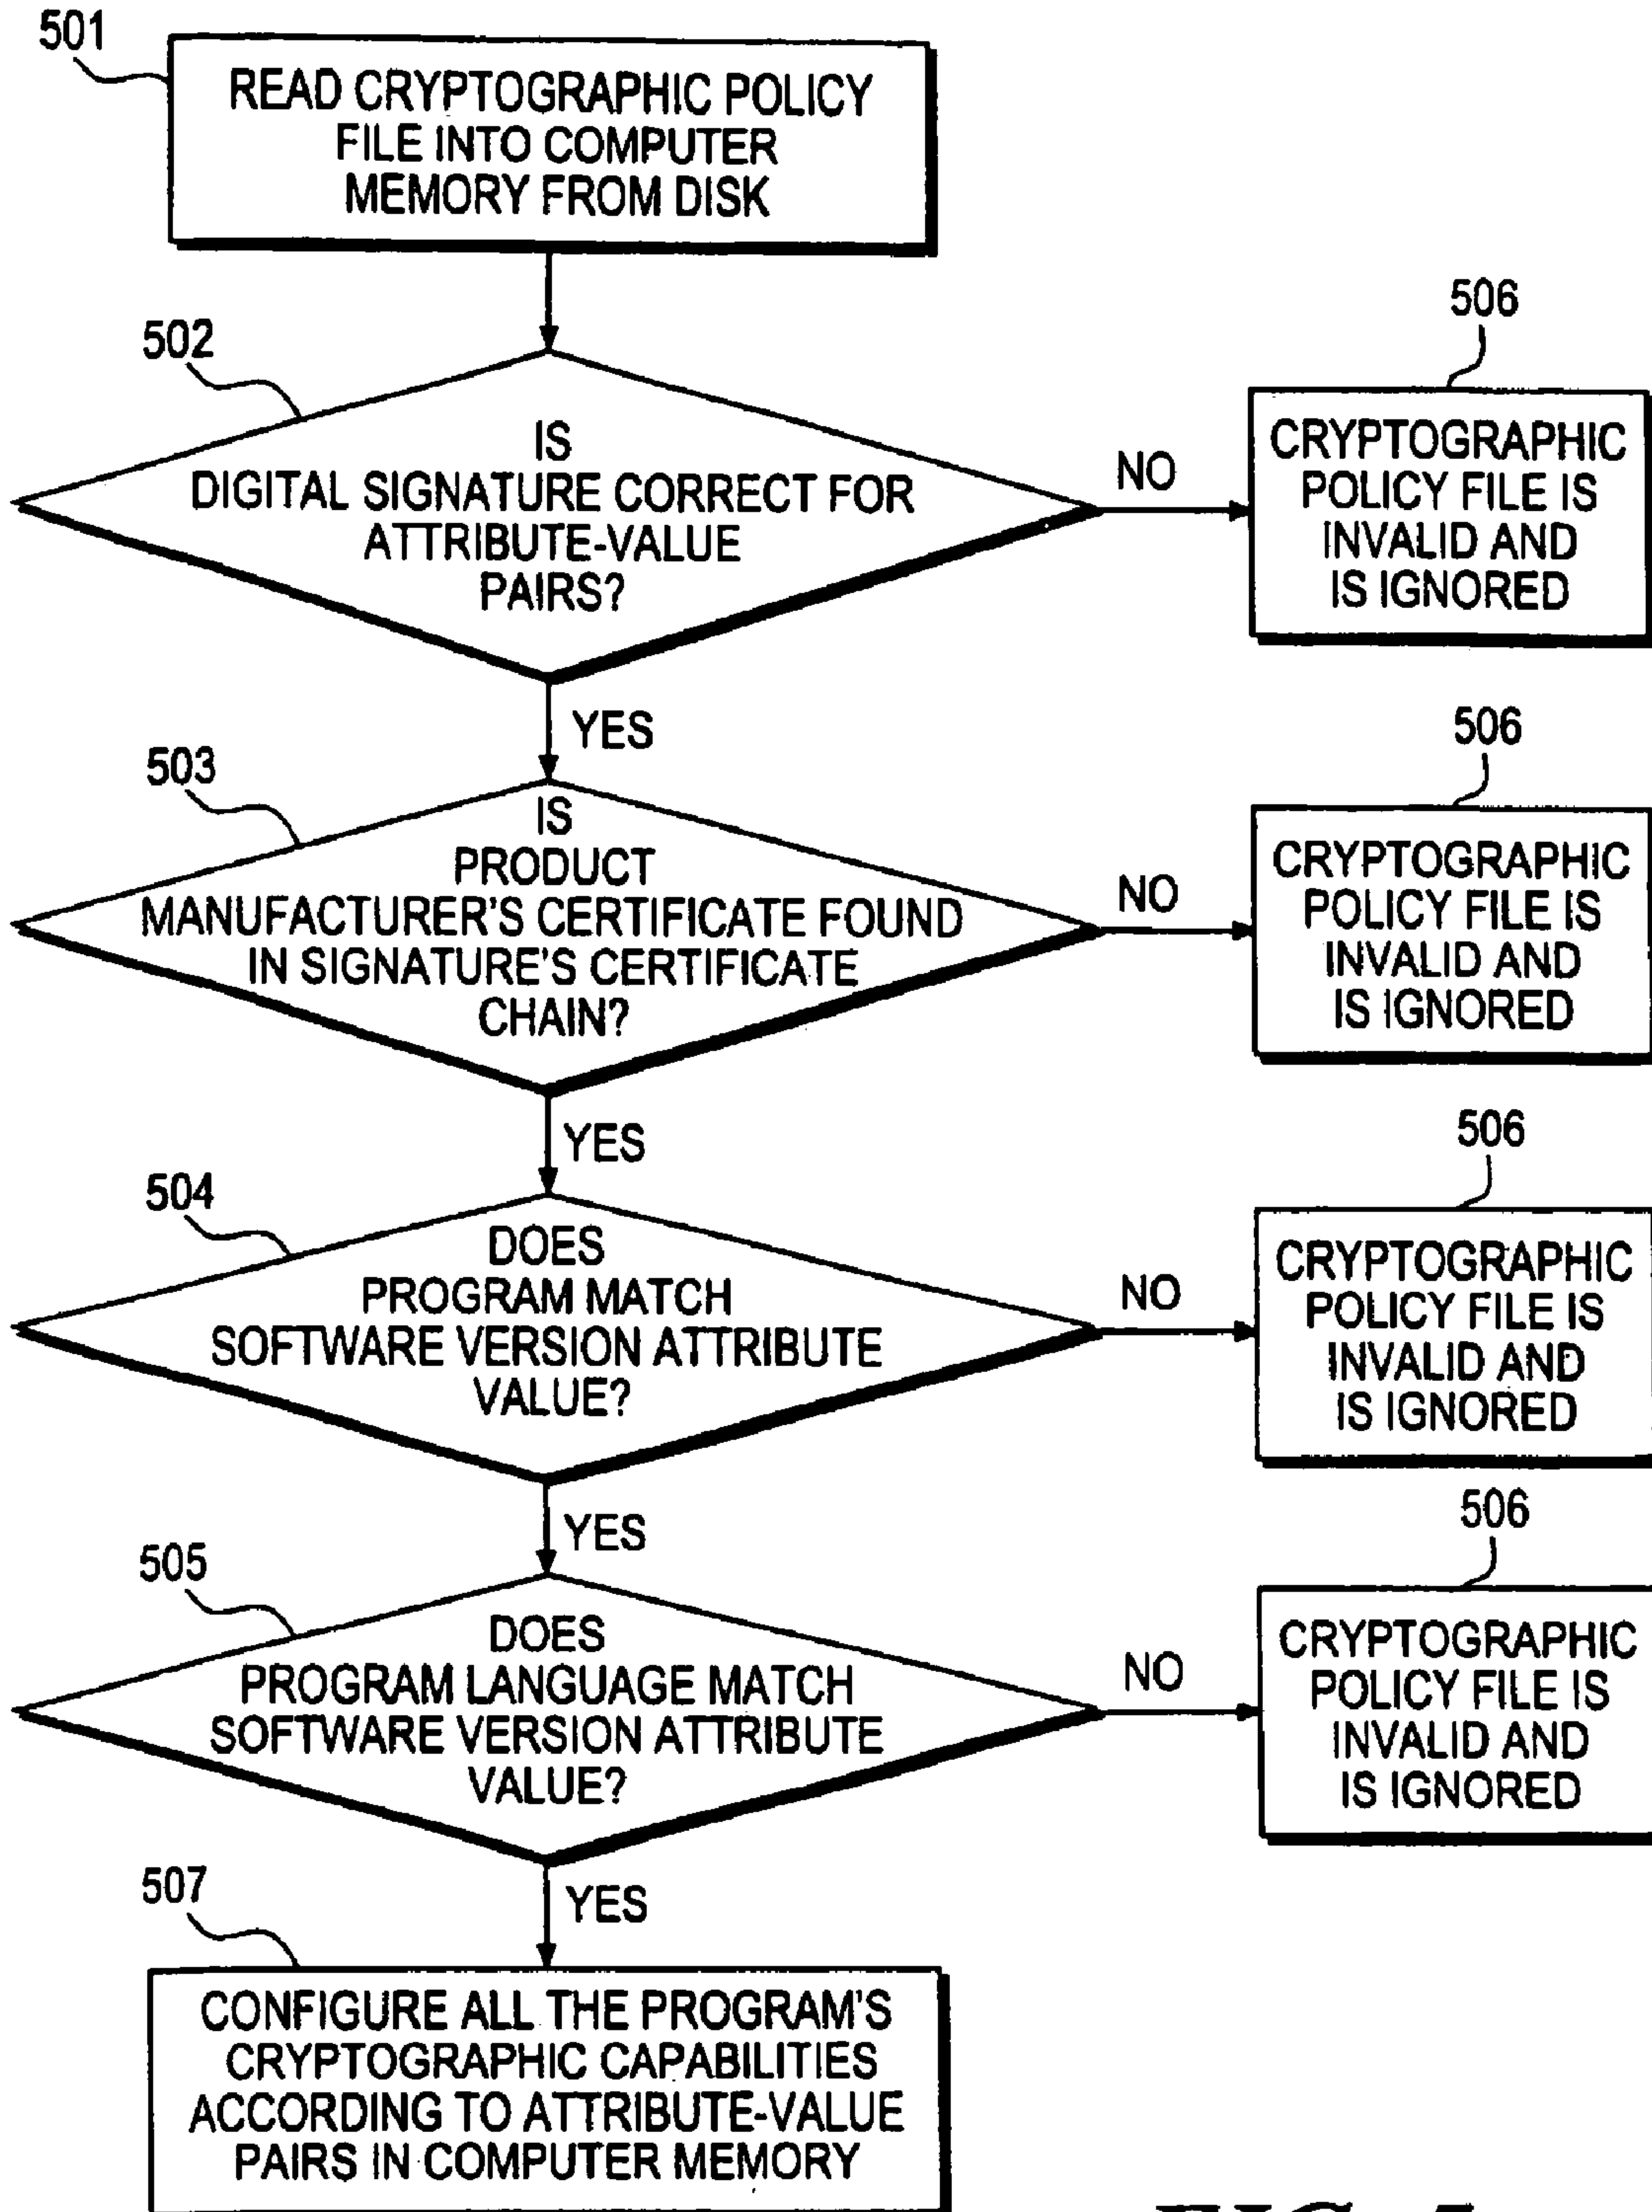 501
READ CRYPTOGRAPHIC POLICY
FILE INTO COMPUTER
MEMORY FROM DISK
502
IS
DIGITAL SIGNATURE CORRECT FOR
ATTRIBUTE-VALUE
PAIRS?
NO
506
CRYPTOGRAPHIC
POLICY FILE IS
INVALID AND
IS IGNORED
YES
503
IS
PRODUCT
MANUFACTURER'S CERTIFICATE FOUND
IN SIGNATURE'S CERTIFICATE
CHAIN?
NO
506
CRYPTOGRAPHIC
POLICY FILE IS
INVALID AND
IS IGNORED
YES
504
DOES
PROGRAM MATCH
SOFTWARE VERSION ATTRIBUTE
VALUE?
NO
506
CRYPTOGRAPHIC
POLICY FILE IS
INVALID AND
IS IGNORED
YES
505
DOES
PROGRAM LANGUAGE MATCH
SOFTWARE VERSION ATTRIBUTE
VALUE?
NO
506
CRYPTOGRAPHIC
POLICY FILE IS
INVALID AND
IS IGNORED
YES
507
CONFIGURE ALL THE PROGRAM'S
CRYPTOGRAPHIC CAPABILITIES
ACCORDING TO ATTRIBUTE-VALUE
PAIRS IN COMPUTER MEMORY